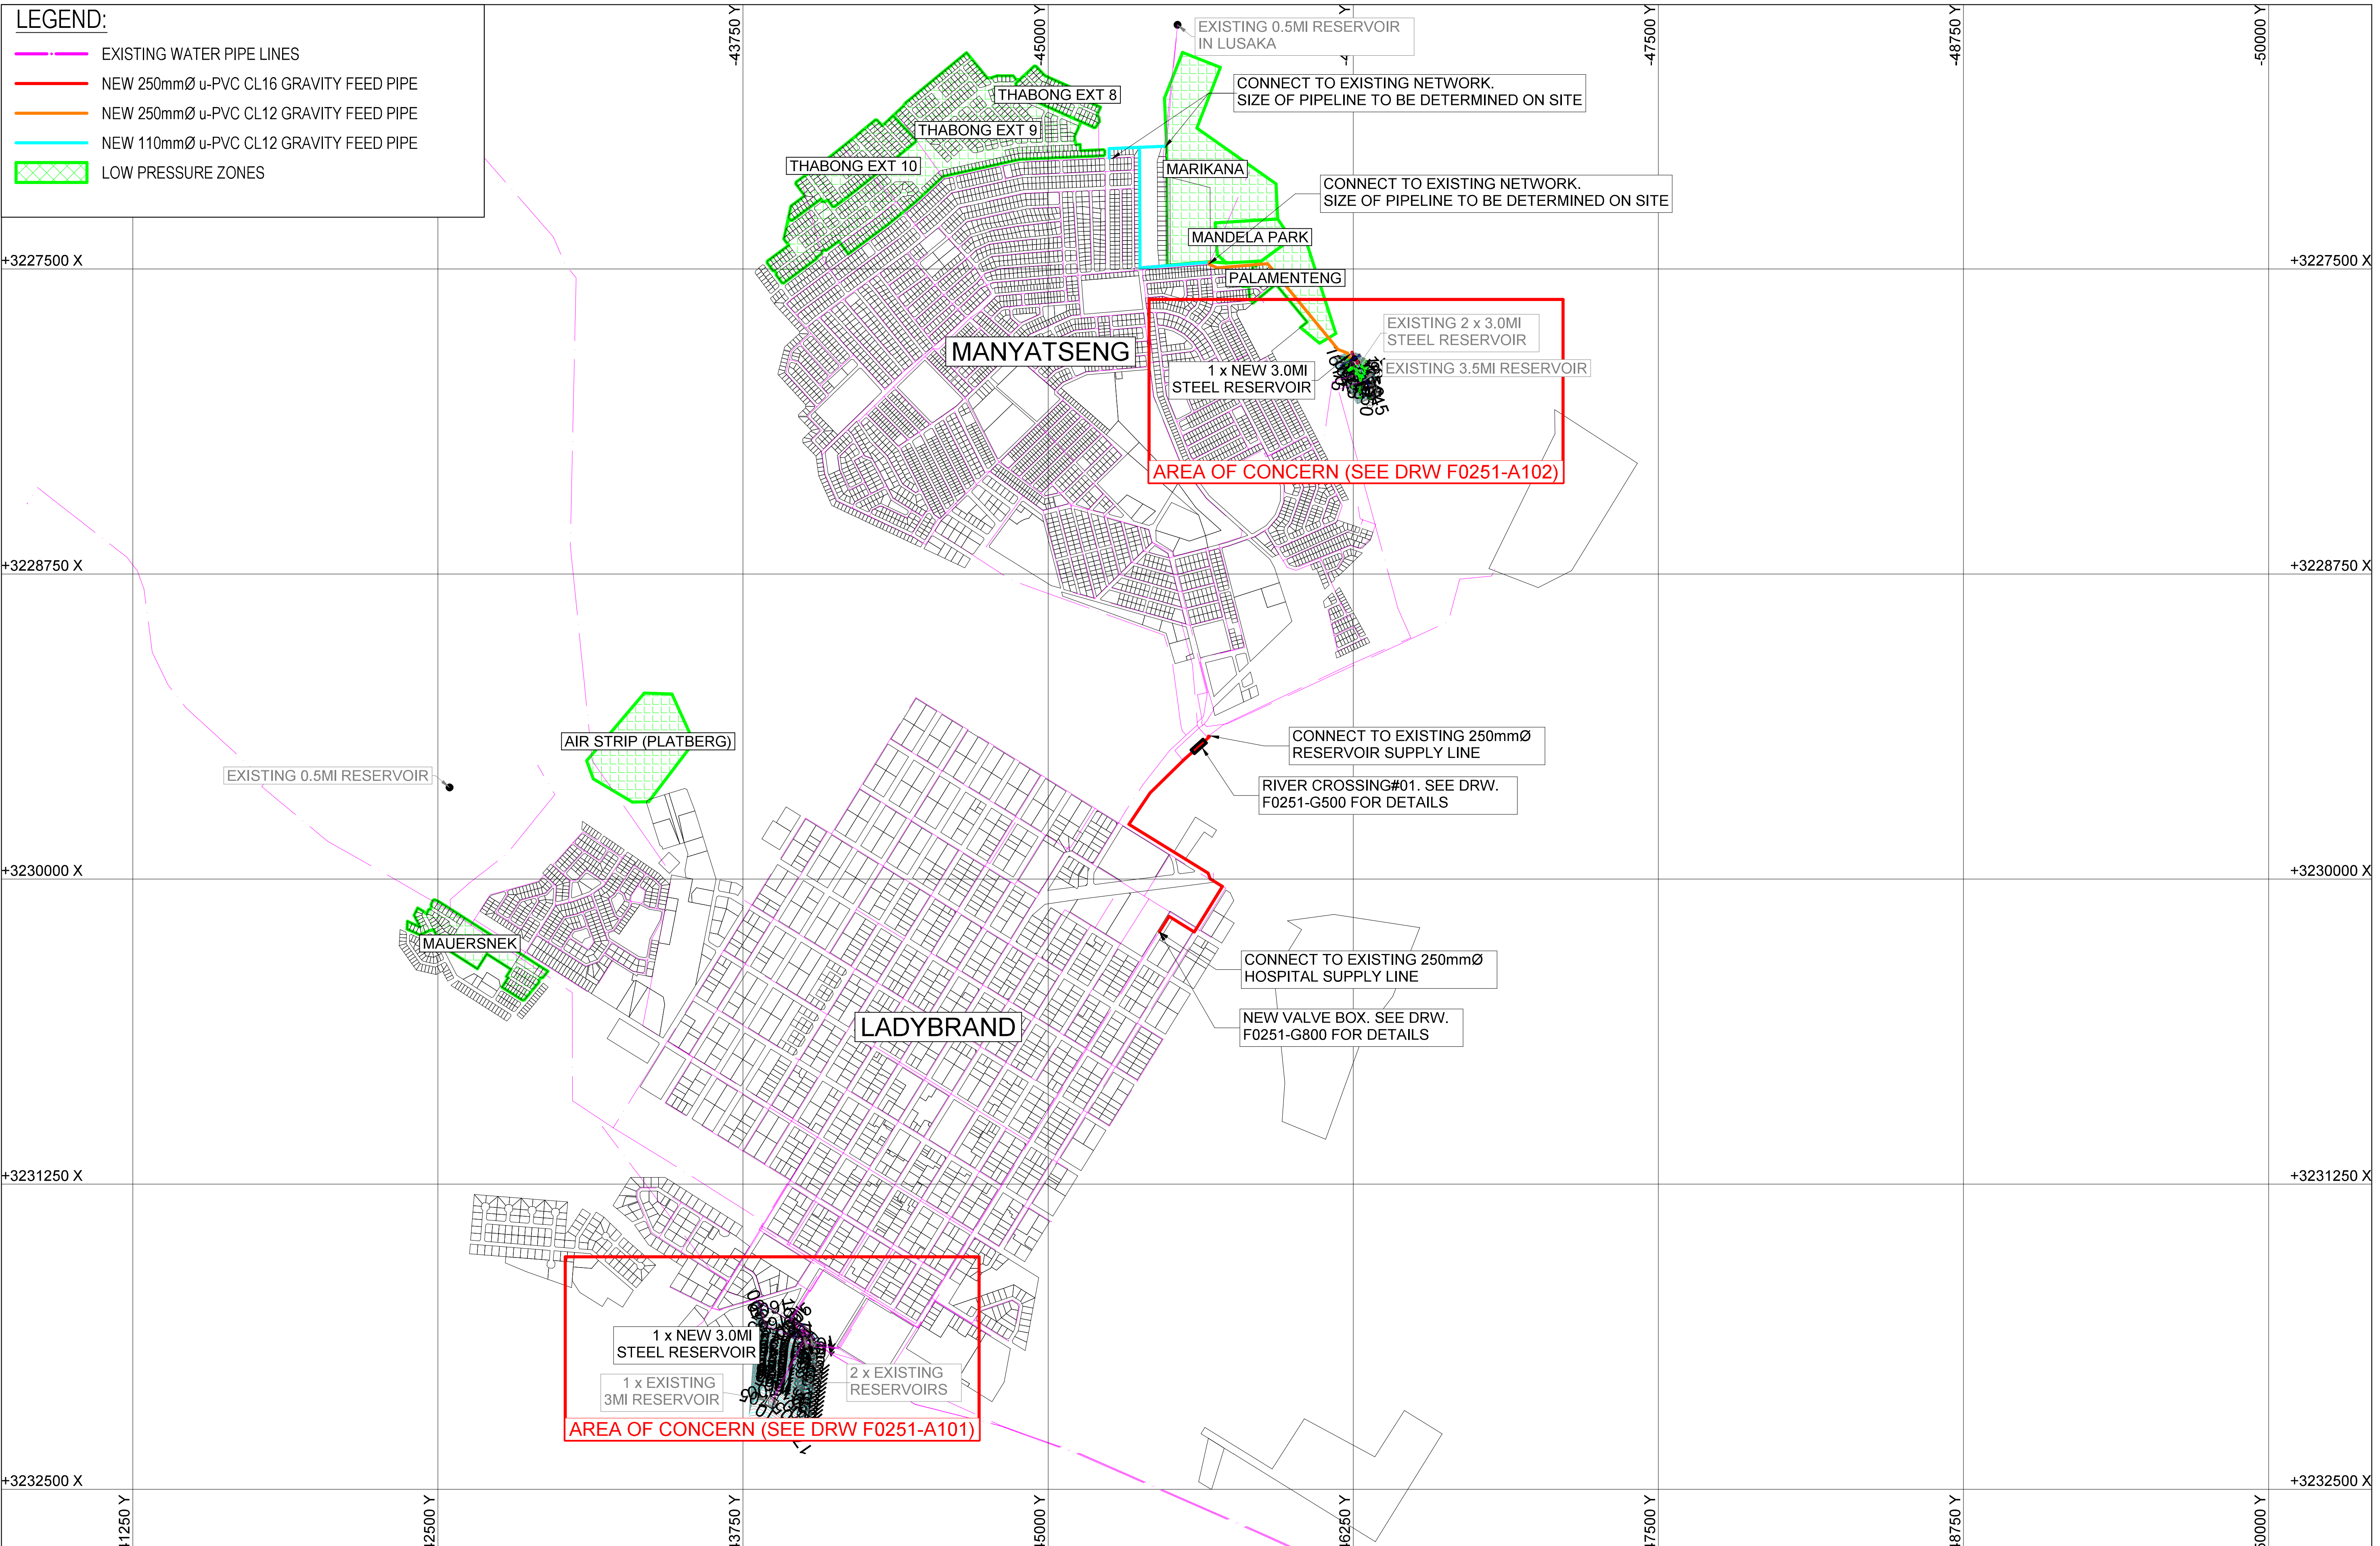 LEGEND:
EXISTING WATER PIPE LINES
NEW 250mmØ u-PVC CL16 GRAVITY FEED PIPE
NEW 250mmØ u-PVC CL12 GRAVITY FEED PIPE
NEW 110mmØ u-PVC CL12 GRAVITY FEED PIPE
LOW PRESSURE ZONES
-43750 Y
-45000 Y
-47500 Y
-48750 Y
-50000 Y
EXISTING 0.5Ml RESERVOIR
IN LUSAKA
CONNECT TO EXISTING NETWORK.
SIZE OF PIPELINE TO BE DETERMINED ON SITE
THABONG EXT 8
THABONG EXT 9
THABONG EXT 10
MARIKANA
CONNECT TO EXISTING NETWORK.
SIZE OF PIPELINE TO BE DETERMINED ON SITE
MANDELA PARK
+3227500 X
+3227500 X
PALAMENTENG
EXISTING 2 x 3.0Ml
STEEL RESERVOIR
MANYATSENG
1 x NEW 3.0Ml
STEEL RESERVOIR
EXISTING 3.5Ml RESERVOIR
AREA OF CONCERN (SEE DRW F0251-A102)
+3228750 X
+3228750 X
AIR STRIP (PLATBERG)
CONNECT TO EXISTING 250mmØ
RESERVOIR SUPPLY LINE
EXISTING 0.5Ml RESERVOIR
RIVER CROSSING#01. SEE DRW.
F0251-G500 FOR DETAILS
+3230000 X
+3230000 X
MAUERSNEK
CONNECT TO EXISTING 250mmØ
HOSPITAL SUPPLY LINE
LADYBRAND
NEW VALVE BOX. SEE DRW.
F0251-G800 FOR DETAILS
+3231250 X
+3231250 X
1 x NEW 3.0Ml
STEEL RESERVOIR
1 x EXISTING
3Ml RESERVOIR
2 x EXISTING
RESERVOIRS
AREA OF CONCERN (SEE DRW F0251-A101)
+3232500 X
+3232500 X
41250 Y
42500 Y
43750 Y
45000 Y
46250 Y
47500 Y
48750 Y
50000 Y